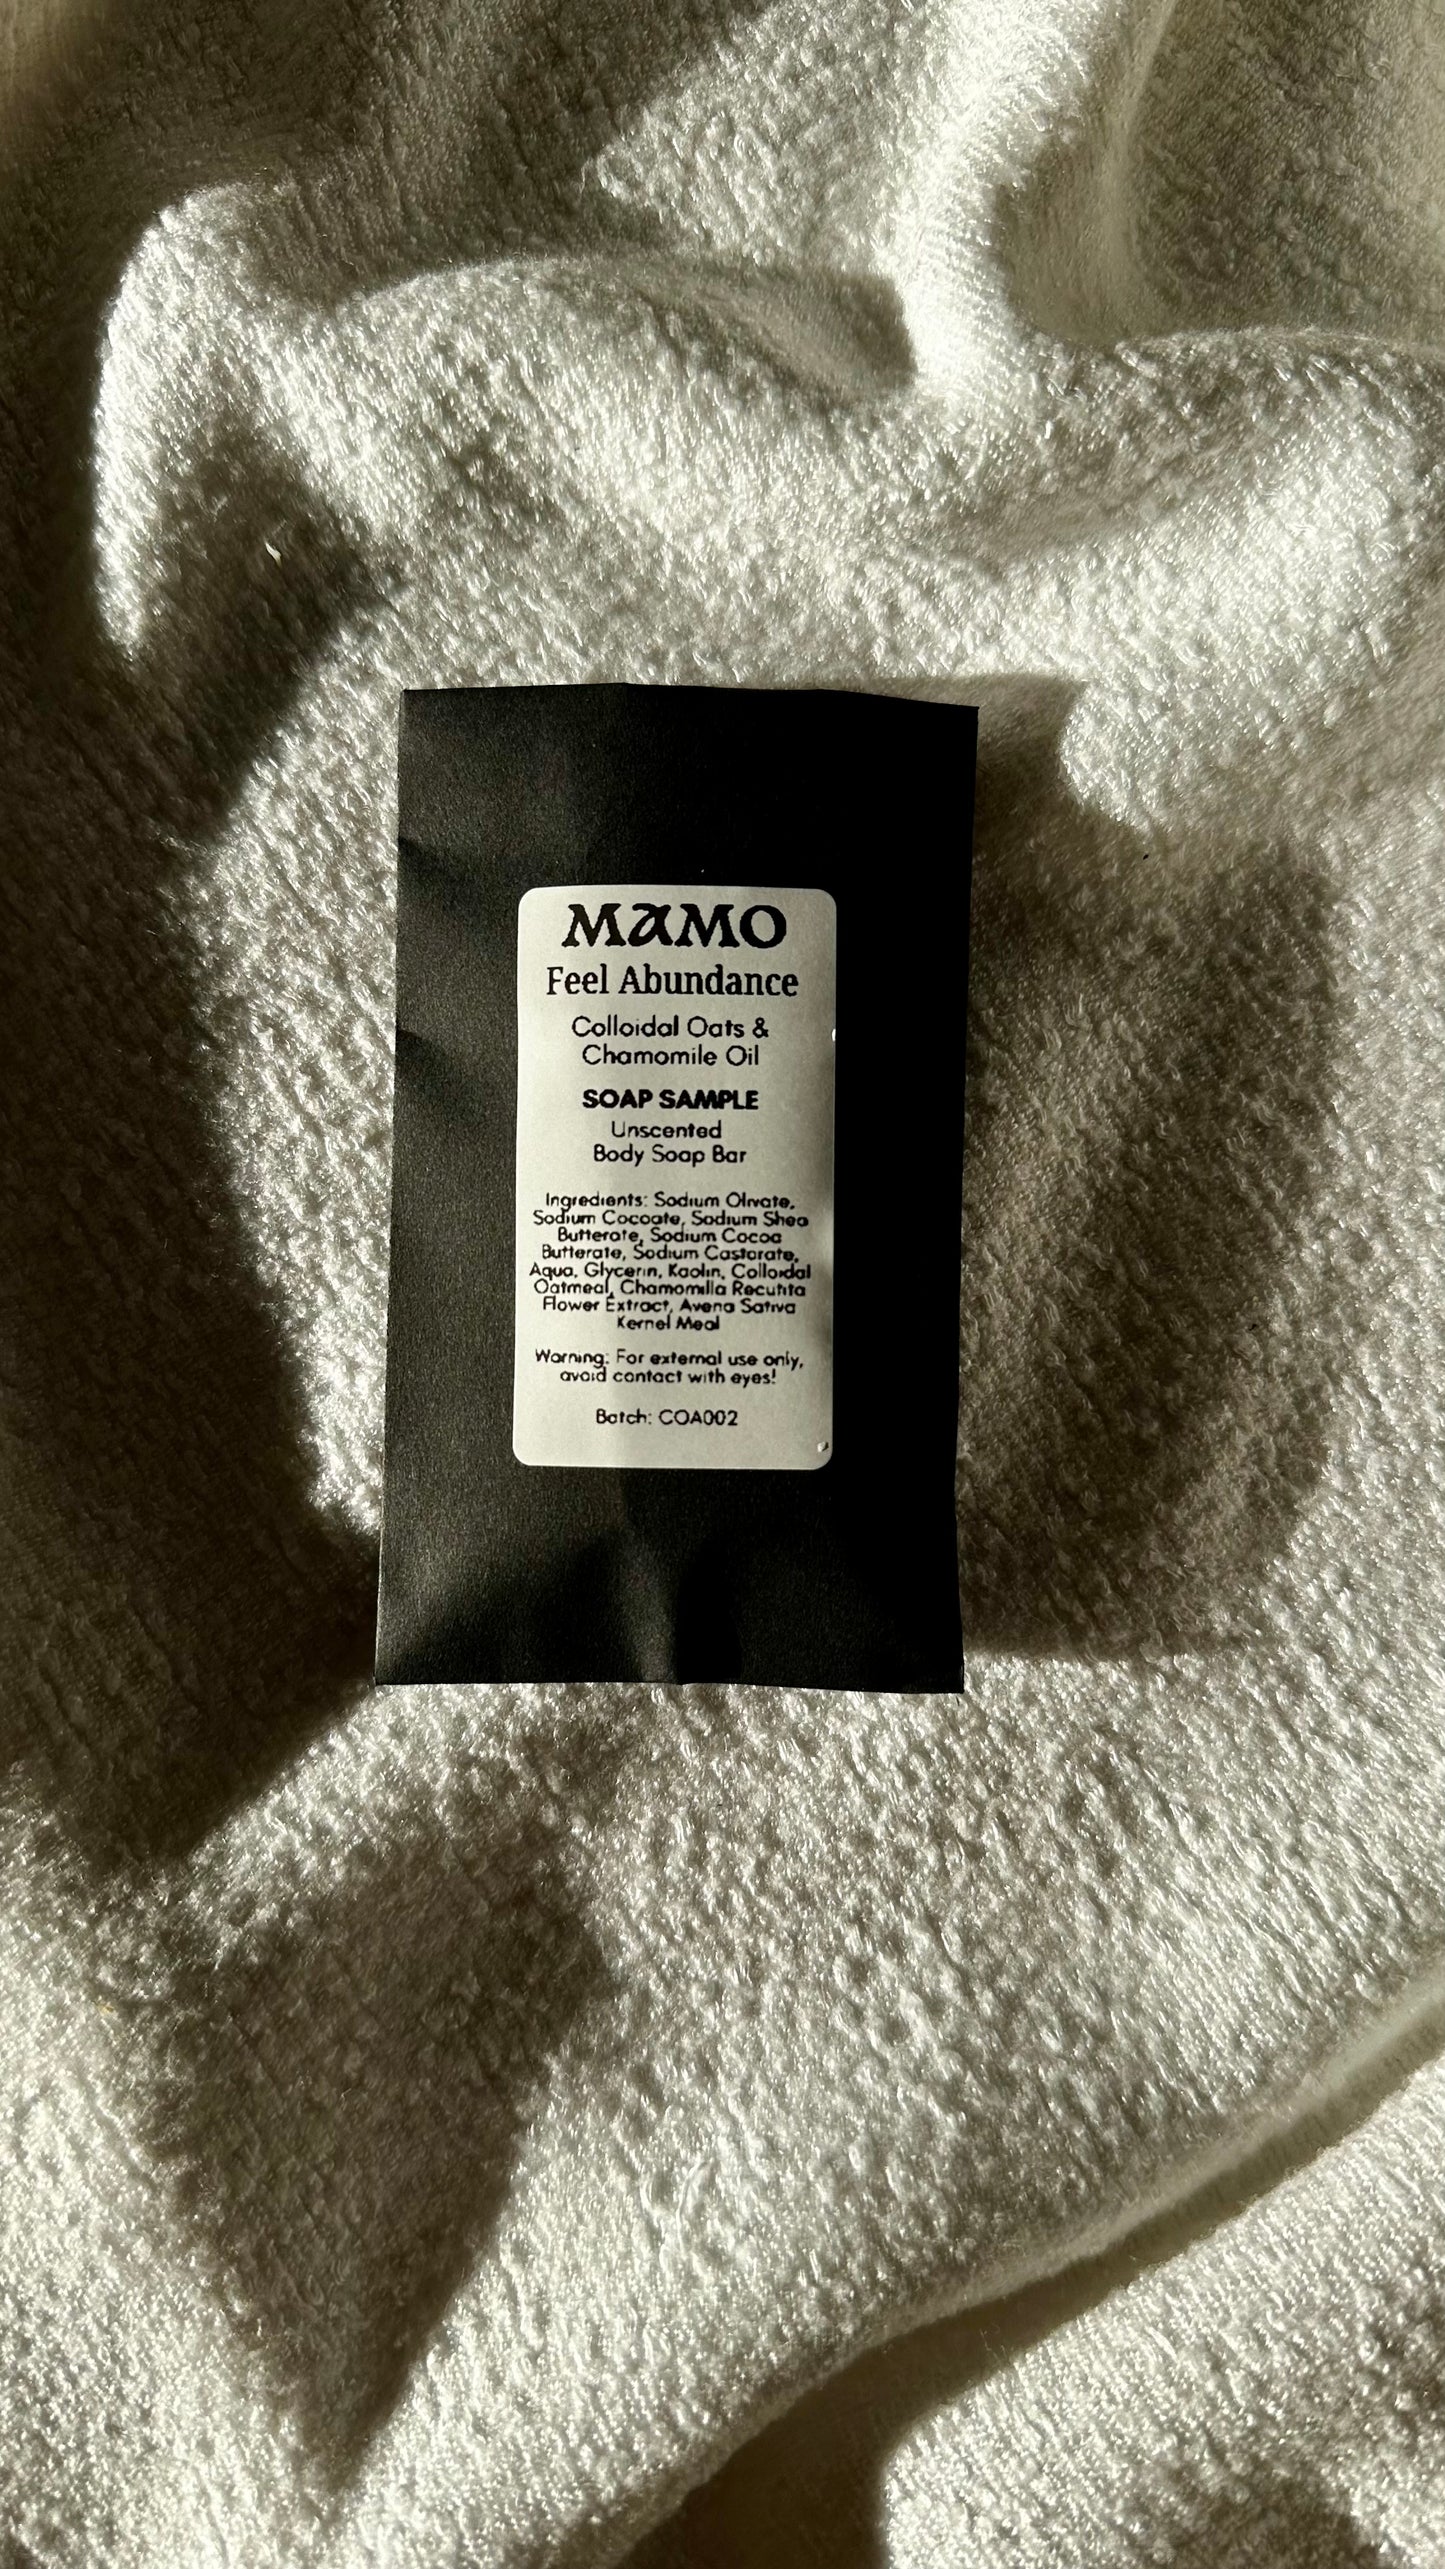 MAMO
Feel Abundance
Colloidal Oats &
Chamomile Oil
SOAP SAMPLE
Unscented
Body Soap Bar
Ingredients: Sodium Olivate,
Sodium Cocoate, Sodium Shea
Butterate, Sodium Cocoa
Butterate, Sodium Castorate,
Aqua, Glycerin, Kaolin, Colloidal
Oatmeal, Chamomilla Recutita
Flower Extract, Avena Sativa
Kernel Meal
Warning: For external use only,
avoid contact with eyes!
Batch: COA002